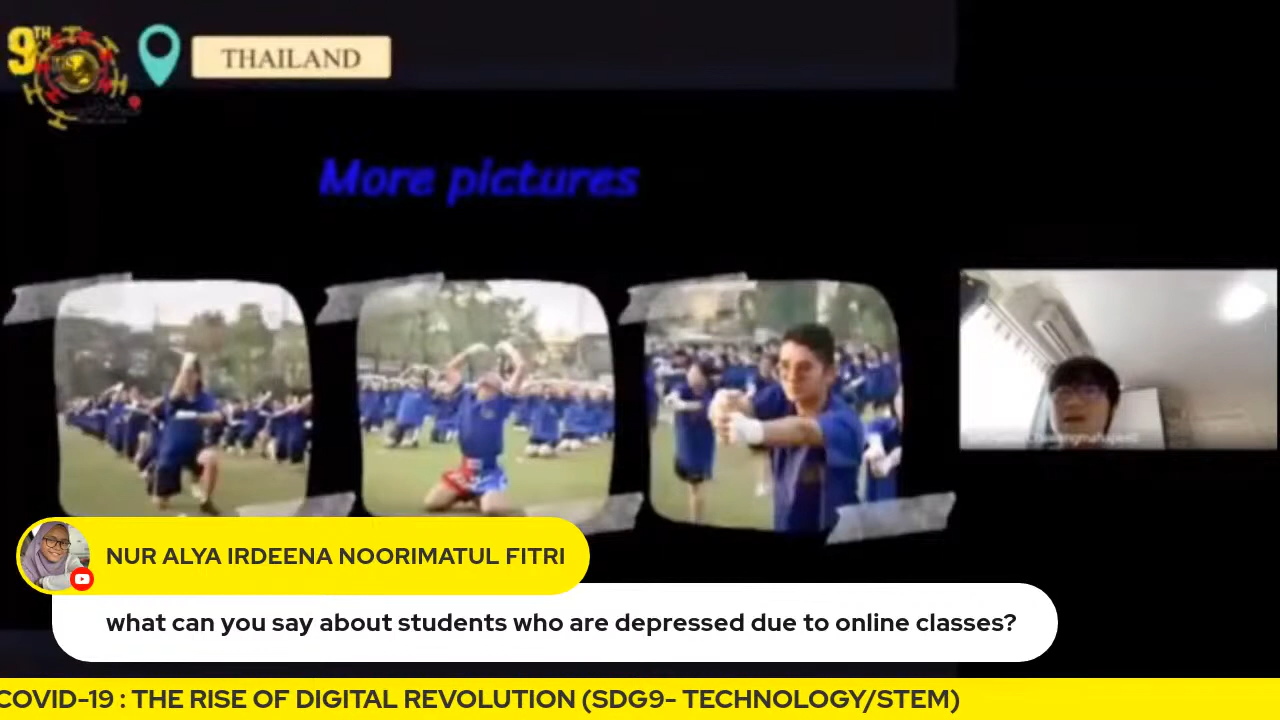 9TH
THAILAND
More pictures
NUR ALYA IRDEENA NOORIMATUL FITRI
what can you say about students who are depressed due to online classes?
COVID-19 : THE RISE OF DIGITAL REVOLUTION (SDG9- TECHNOLOGY/STEM)